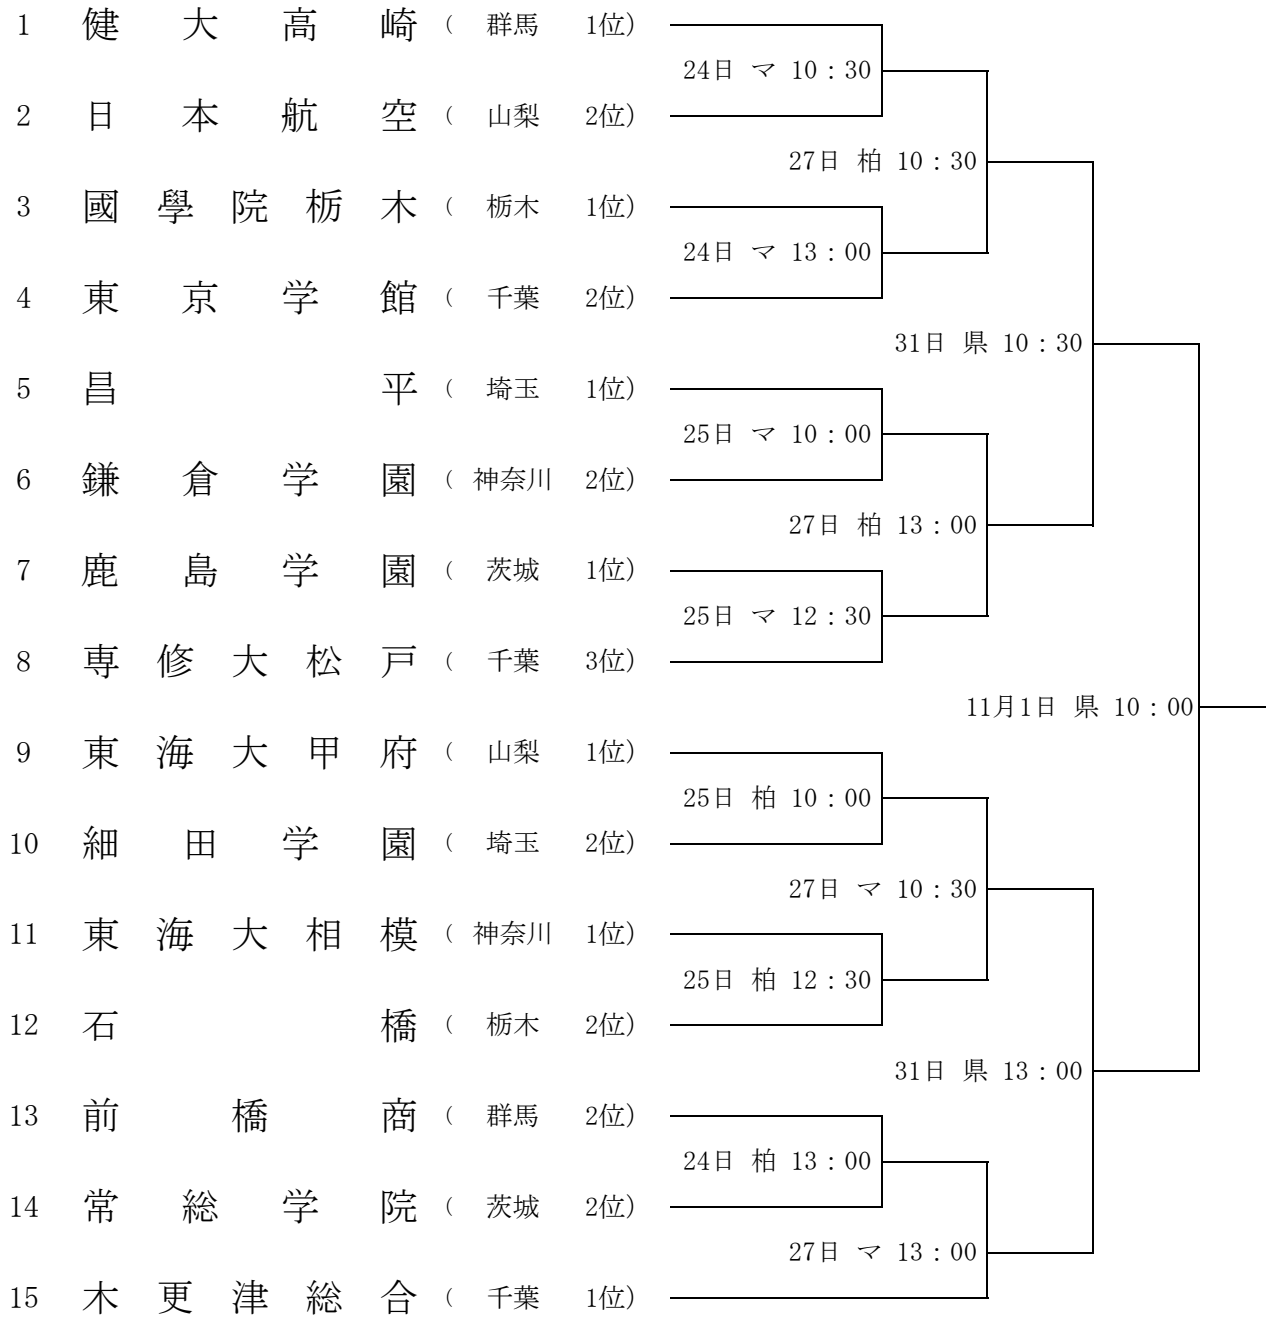 1 健大高崎（ 群馬 1位）
24日 マ 10：30
2 日本航空（ 山梨 2位）
27日 柏 10：30
3 國學院栃木（ 栃木 1位）
24日 マ 13：00
4 東京学館（ 千葉 2位）
31日 県 10：30
5 昌平（ 埼玉 1位）
25日 マ 10：00
6 鎌倉学園（ 神奈川 2位）
27日 柏 13：00
7 鹿島学園（ 茨城 1位）
25日 マ 12：30
8 専修大松戸（ 千葉 3位）
11月1日 県 10：00
9 東海大甲府（ 山梨 1位）
25日 柏 10：00
10 細田学園（ 埼玉 2位）
27日 マ 10：30
11 東海大相模（ 神奈川 1位）
25日 柏 12：30
12 石橋（ 栃木 2位）
31日 県 13：00
13 前橋商（ 群馬 2位）
24日 柏 13：00
14 常総学院（ 茨城 2位）
27日 マ 13：00
15 木更津総合（ 千葉 1位）